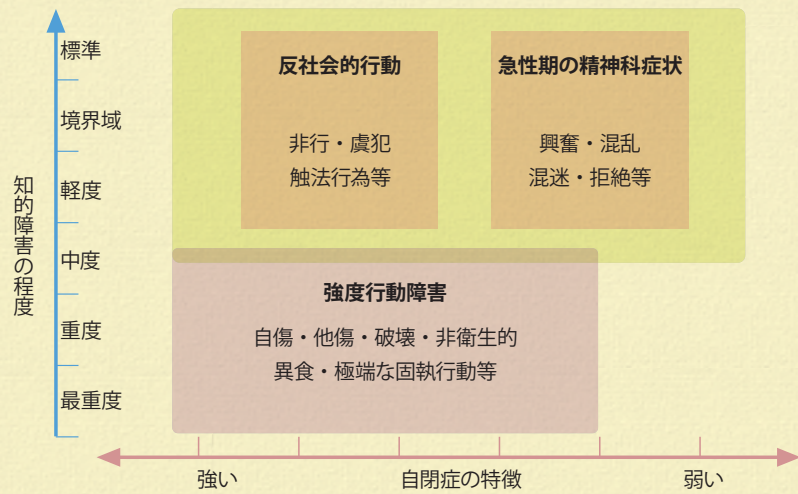 標準
境界域
軽度
中度
重度
最重度
知的障害の程度
反社会的行動
非行・虞犯
触法行為等
急性期の精神科症状
興奮・混乱
混迷・拒絶等
強度行動障害
自傷・他傷・破壊・非衛生的
異食・極端な固執行動等
強い
自閉症の特徴
弱い